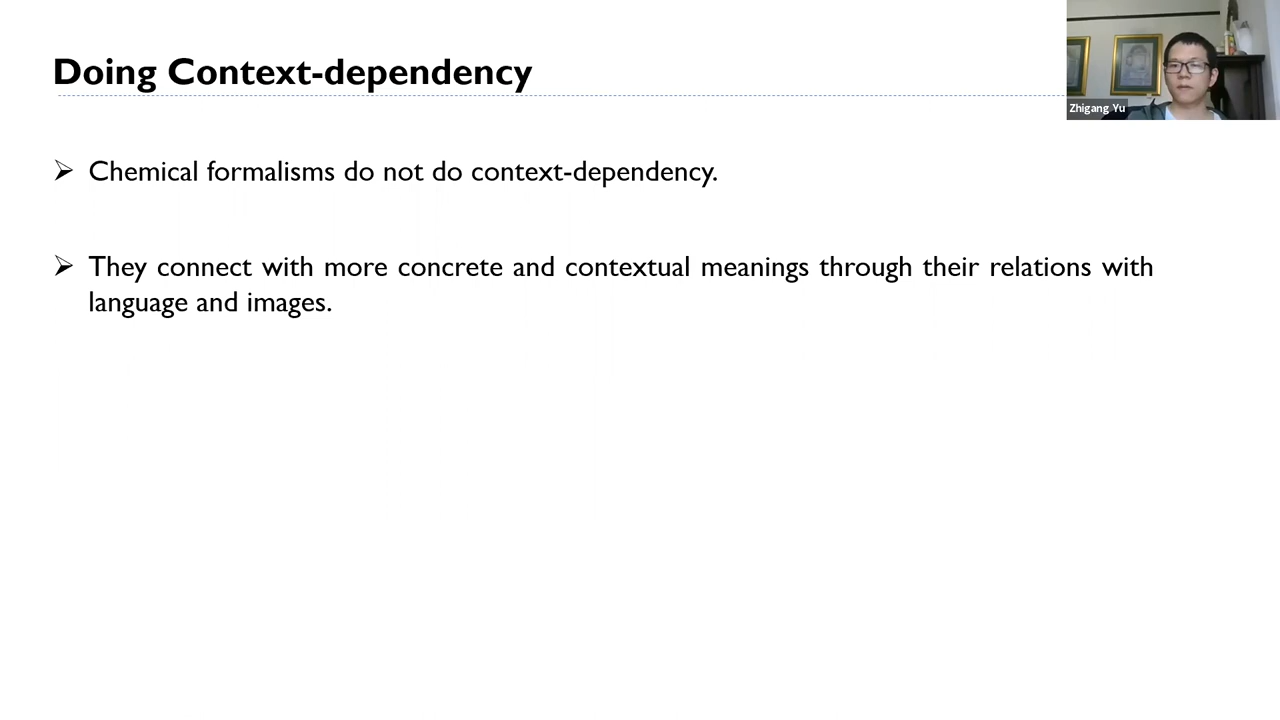 Doing Context-dependency
Zhigang Yu
➢ Chemical formalisms do not do context-dependency.
➢ They connect with more concrete and contextual meanings through their relations with
language and images.